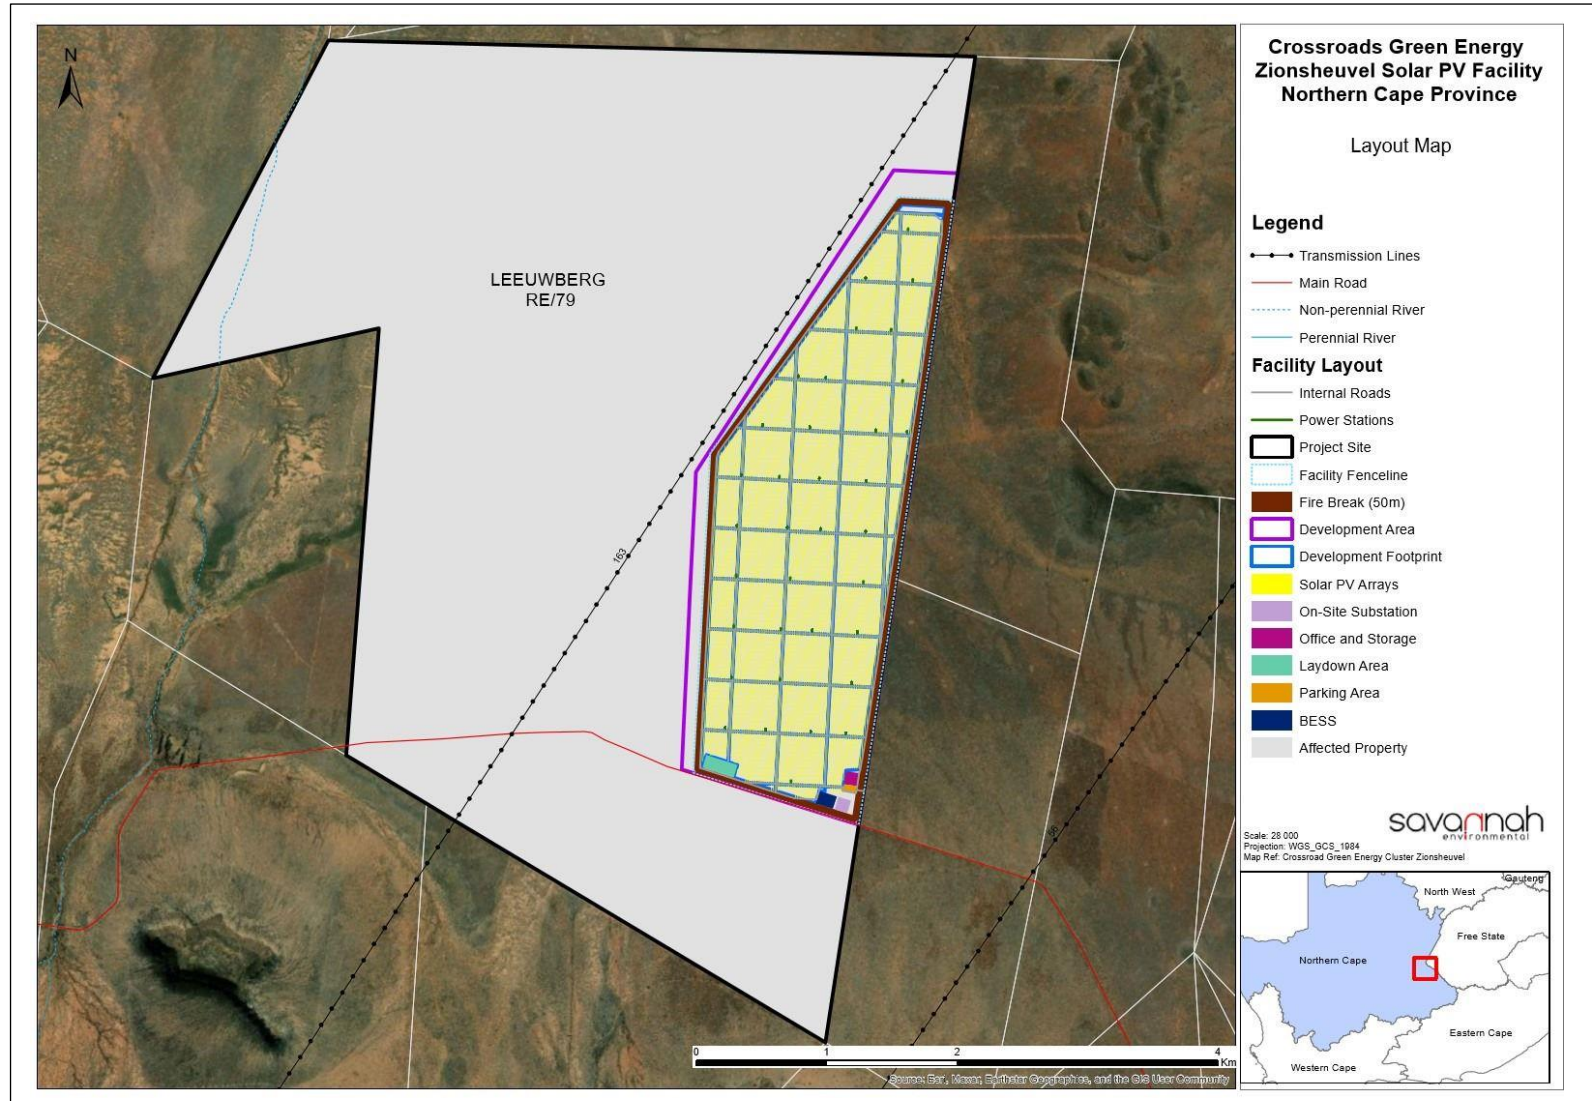 N
LEEUWBERG
RE/79
163
66
0 1 2 4
Km
Source: Esri, Maxar, Earthstar Geographics, and the GIS User Community
Crossroads Green Energy
Zionsheuvel Solar PV Facility
Northern Cape Province
Layout Map
Legend
Transmission Lines
Main Road
Non-perennial River
Perennial River
Facility Layout
Internal Roads
Power Stations
Project Site
Facility Fenceline
Fire Break (50m)
Development Area
Development Footprint
Solar PV Arrays
On-Site Substation
Office and Storage
Laydown Area
Parking Area
BESS
Affected Property
savannah
environmental
Scale: 28 000
Projection: WGS_GCS_1984
Map Ref: Crossroad Green Energy Cluster Zionsheuvel
Gauteng
North West
Free State
Northern Cape
Eastern Cape
Western Cape